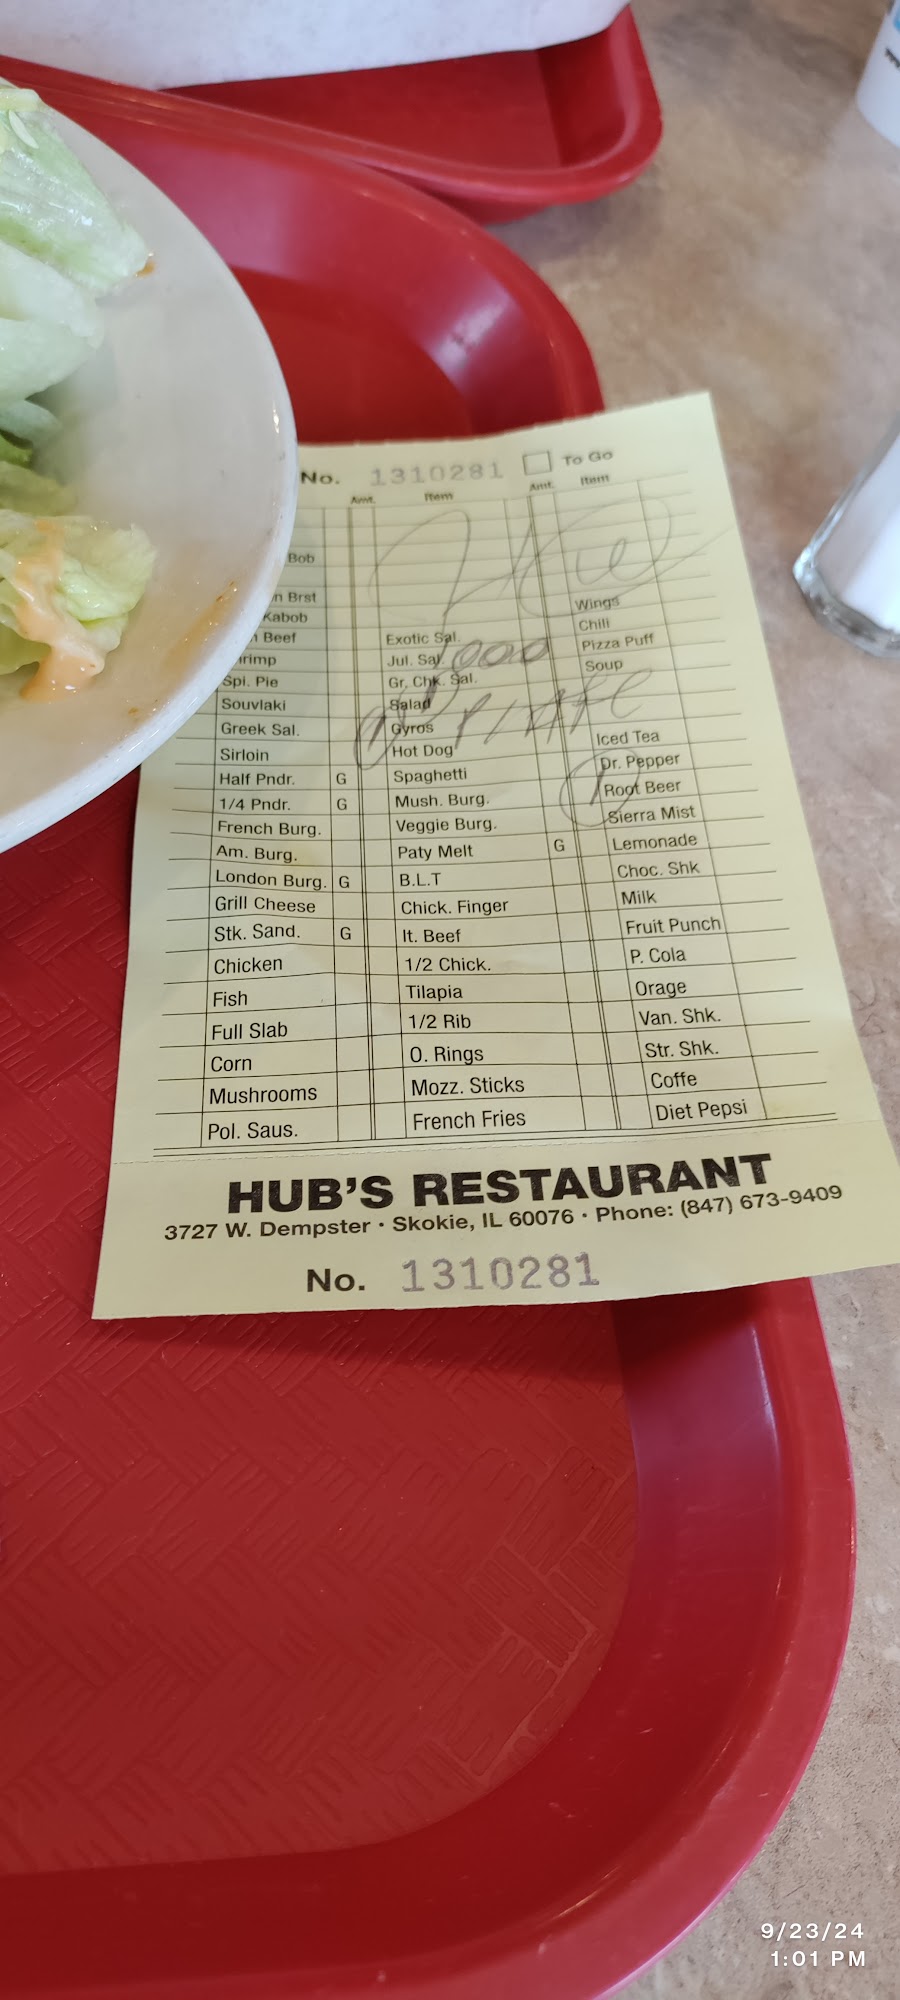 No. 1310281 To Go
Amt. Item Amt. Item
Bob
Brst Wings
Kabob Chili
Beef Exotic Sal. Pizza Puff
Jul. Sal. Soup
Spi. Pie Gr. Chk. Sal.
Souvlaki Salad
Greek Sal. Gyros Iced Tea
Sirloin Hot Dog Dr. Pepper
Half Pndr. G Spaghetti Root Beer
1/4 Pndr. G Mush. Burg. Sierra Mist
French Burg. Veggie Burg. Lemonade
Am. Burg. Paty Melt G Choc. Shk
London Burg. G B.L.T Milk
Grill Cheese Chick. Finger Fruit Punch
Stk. Sand. G It. Beef P. Cola
Chicken 1/2 Chick. Orage
Fish Tilapia Van. Shk.
Full Slab 1/2 Rib Str. Shk.
Corn O. Rings Coffe
Mushrooms Mozz. Sticks Diet Pepsi
Pol. Saus. French Fries
HUB'S RESTAURANT
3727 W. Dempster · Skokie, IL 60076 · Phone: (847) 673-9409
No. 1310281
9/23/24
1:01 PM